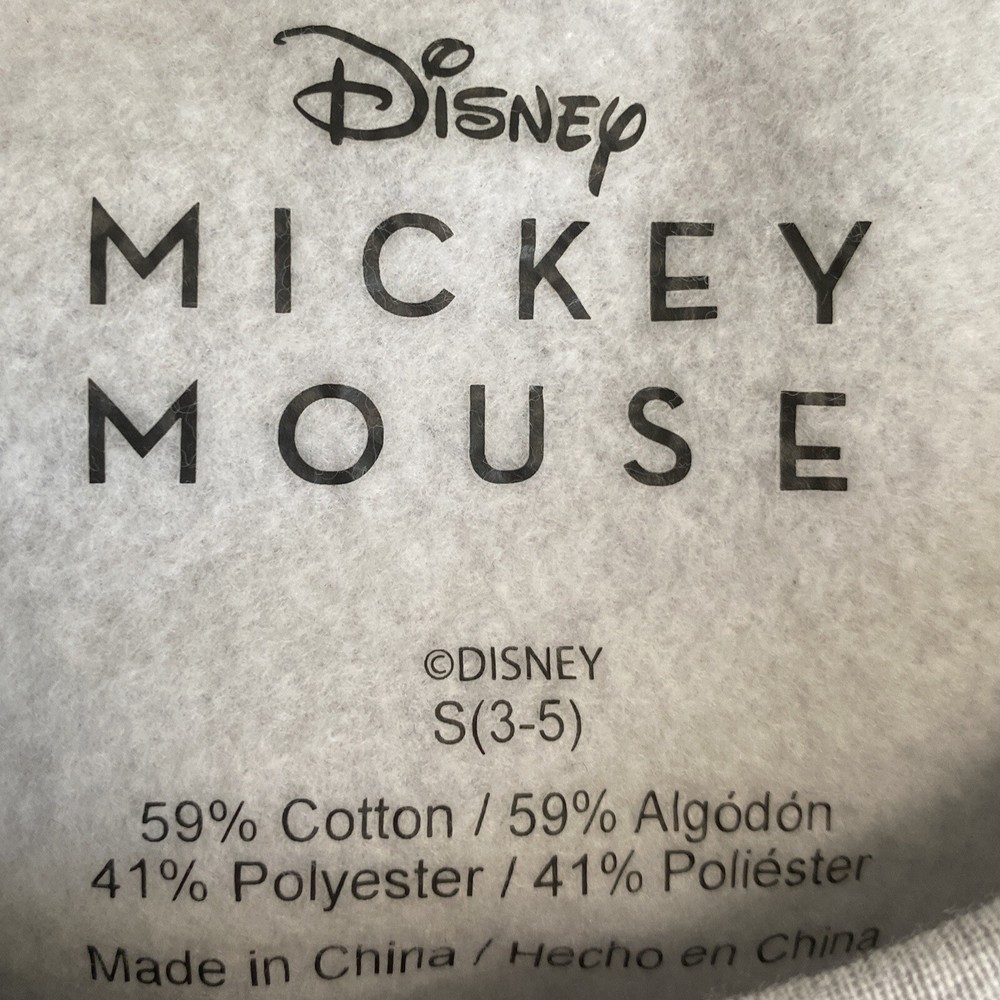 Disney
MICKEY
MOUSE
©DISNEY
S(3-5)
59% Cotton / 59% Algódón
41% Polyester / 41% Poliéster
Made in China / Hecho en China